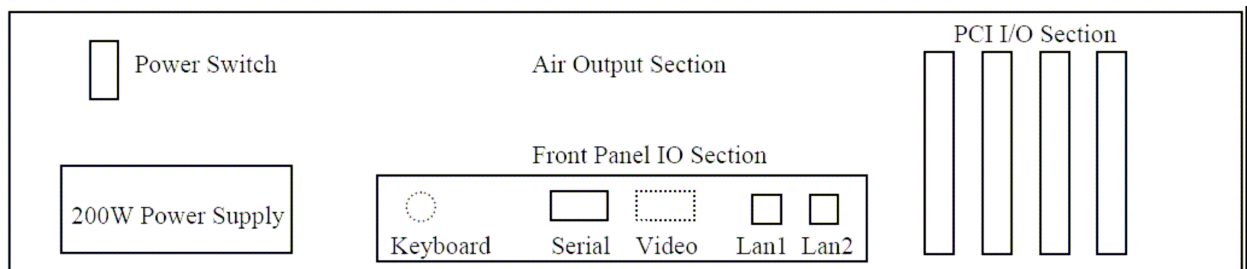 PCI I/O Section
Power Switch
Air Output Section
Front Panel IO Section
200W Power Supply
Keyboard
Serial
Video
Lan1
Lan2